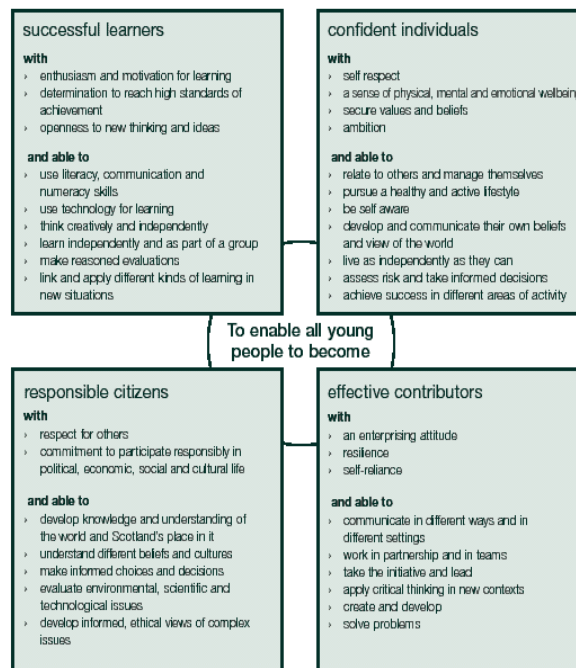 successful learners
with
› enthusiasm and motivation for learning
› determination to reach high standards of
achievement
› openness to new thinking and ideas
and able to
› use literacy, communication and
numeracy skills
› use technology for learning
› think creatively and independently
› learn independently and as part of a group
› make reasoned evaluations
› link and apply different kinds of learning in
new situations
confident individuals
with
› self respect
› a sense of physical, mental and emotional wellbeing
› secure values and beliefs
› ambition
and able to
› relate to others and manage themselves
› pursue a healthy and active lifestyle
› be self aware
› develop and communicate their own beliefs
and view of the world
› live as independently as they can
› assess risk and take informed decisions
› achieve success in different areas of activity
To enable all young
people to become
responsible citizens
with
› respect for others
› commitment to participate responsibly in
political, economic, social and cultural life
and able to
› develop knowledge and understanding of
the world and Scotland's place in it
› understand different beliefs and cultures
› make informed choices and decisions
› evaluate environmental, scientific and
technological issues
› develop informed, ethical views of complex
issues
effective contributors
with
› an enterprising attitude
› resilience
› self-reliance
and able to
› communicate in different ways and in
different settings
› work in partnership and in teams
› take the initiative and lead
› apply critical thinking in new contexts
› create and develop
› solve problems